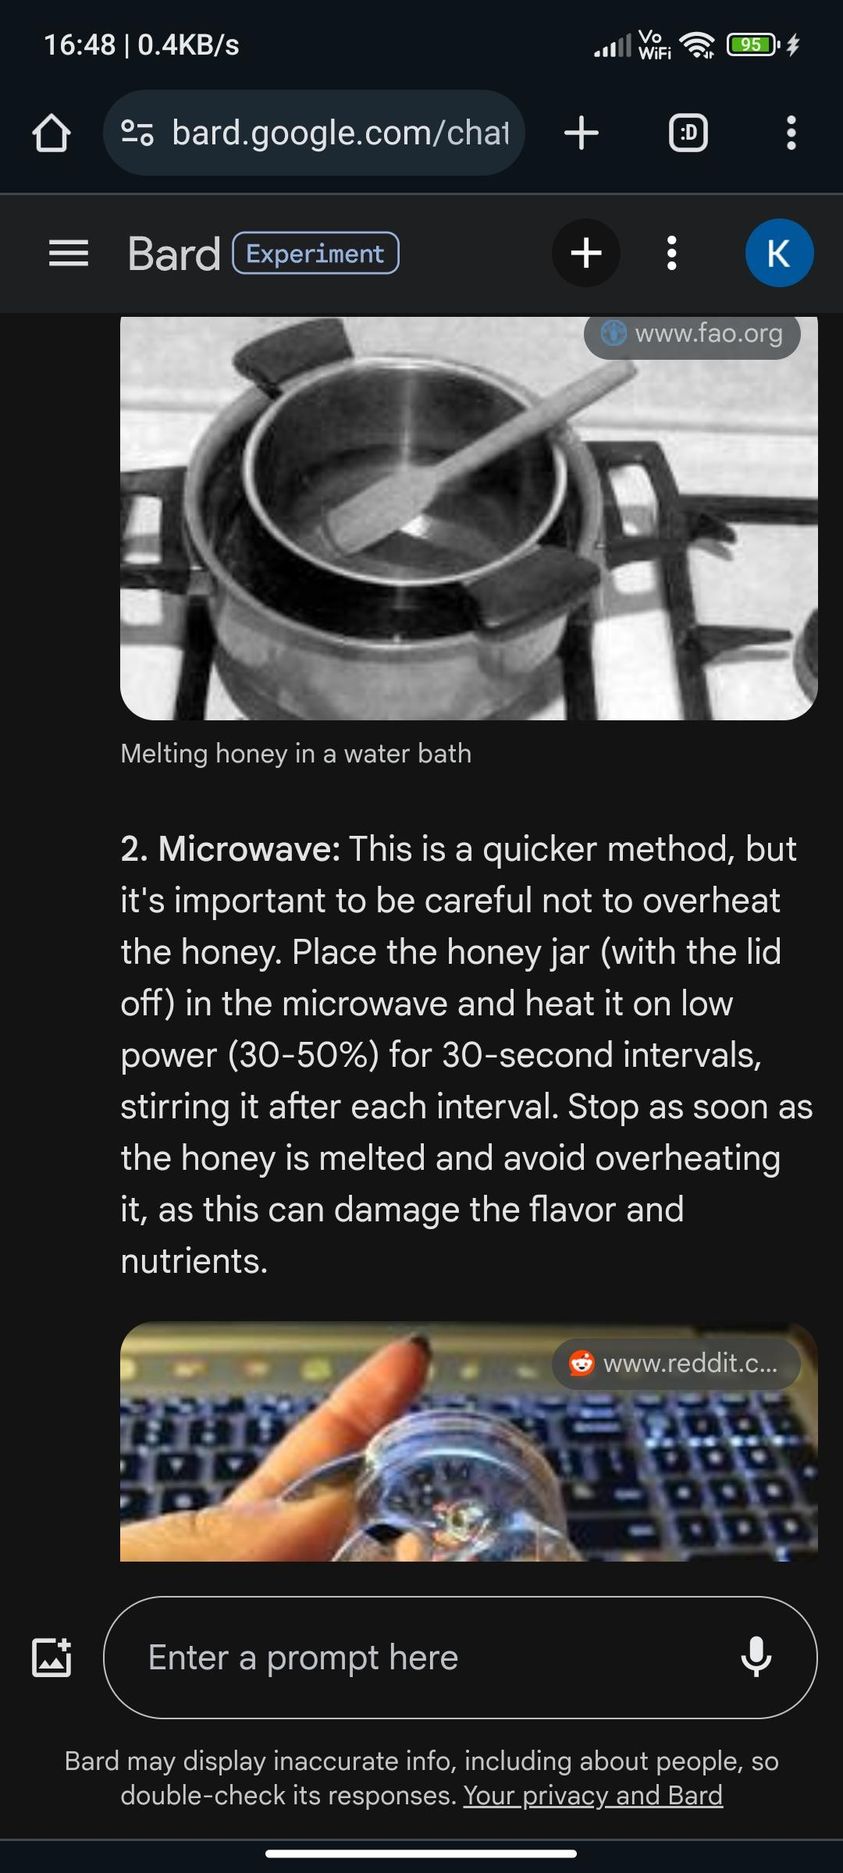 16:48 | 0.4KB/s
Vo
WiFi
95
bard.google.com/chat
:D
Bard Experiment
K
www.fao.org
Melting honey in a water bath
2. Microwave: This is a quicker method, but
it's important to be careful not to overheat
the honey. Place the honey jar (with the lid
off) in the microwave and heat it on low
power (30-50%) for 30-second intervals,
stirring it after each interval. Stop as soon as
the honey is melted and avoid overheating
it, as this can damage the flavor and
nutrients.
www.reddit.c...
Enter a prompt here
Bard may display inaccurate info, including about people, so
double-check its responses. Your privacy and Bard